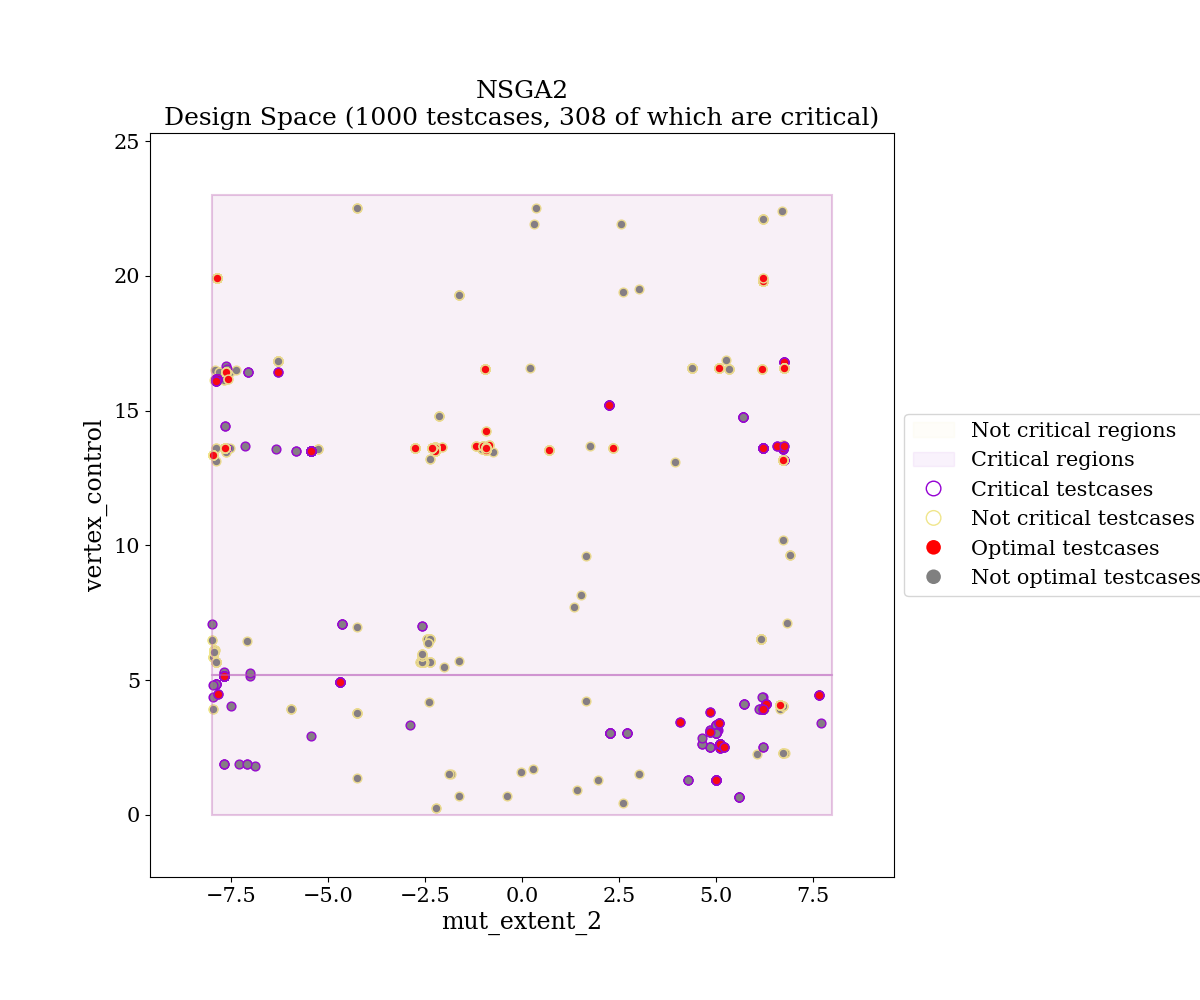 NSGA2
Design Space (1000 testcases, 308 of which are critical)
25
20
15
10
5
0
vertex_control
−7.5
−5.0
−2.5
0.0
2.5
5.0
7.5
mut_extent_2
Not critical regions
Critical regions
Critical testcases
Not critical testcases
Optimal testcases
Not optimal testcases